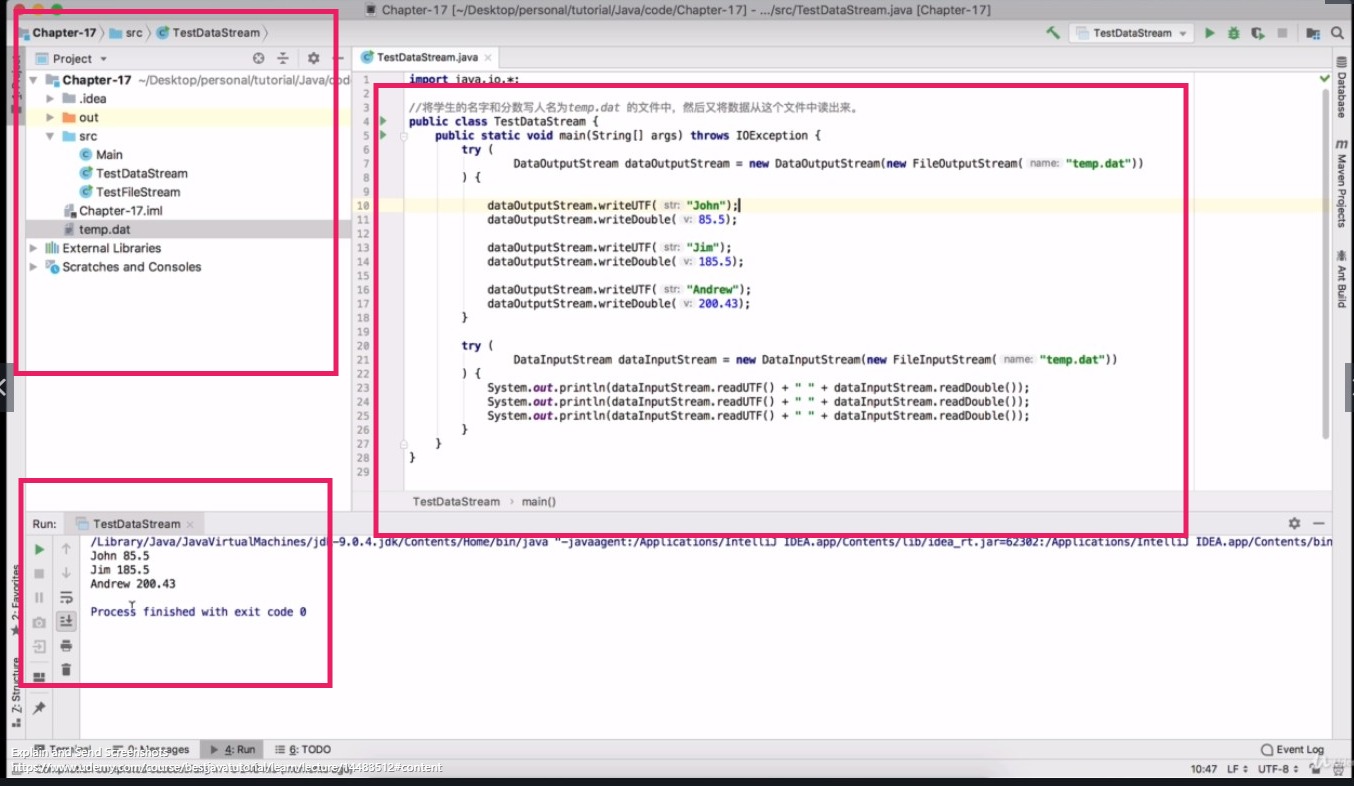 Chapter-17 [~/Desktop/personal/tutorial/Java/code/Chapter-17] - .../src/TestDataStream.java [Chapter-17]
Chapter-17 src TestDataStream
TestDataStream
Project
TestDataStream.java
Chapter-17 ~/Desktop/personal/tutorial/Java/cod
.idea
out
src
Main
TestDataStream
TestFileStream
Chapter-17.iml
temp.dat
External Libraries
Scratches and Consoles
1 import java.io.*;
2
3 //将学生的名字和分数写人名为temp.dat 的文件中，然后又将数据从这个文件中读出来。
4 public class TestDataStream {
5 public static void main(String[] args) throws IOException {
6 try (
7 DataOutputStream dataOutputStream = new DataOutputStream(new FileOutputStream( name: "temp.dat"))
8 ) {
9
10 dataOutputStream.writeUTF( str: "John");
11 dataOutputStream.writeDouble( v: 85.5);
12
13 dataOutputStream.writeUTF( str: "Jim");
14 dataOutputStream.writeDouble( v: 185.5);
15
16 dataOutputStream.writeUTF( str: "Andrew");
17 dataOutputStream.writeDouble( v: 200.43);
18 }
19
20 try (
21 DataInputStream dataInputStream = new DataInputStream(new FileInputStream( name: "temp.dat"))
22 ) {
23 System.out.println(dataInputStream.readUTF() + " " + dataInputStream.readDouble());
24 System.out.println(dataInputStream.readUTF() + " " + dataInputStream.readDouble());
25 System.out.println(dataInputStream.readUTF() + " " + dataInputStream.readDouble());
26 }
27 }
28 }
29
TestDataStream › main()
Database
Maven Projects
Ant Build
Run: TestDataStream
/Library/Java/JavaVirtualMachines/jdk-9.0.4.jdk/Contents/Home/bin/java "-javaagent:/Applications/IntelliJ IDEA.app/Contents/lib/idea_rt.jar=62302:/Applications/IntelliJ IDEA.app/Contents/bin
John 85.5
Jim 185.5
Andrew 200.43
Process finished with exit code 0
2: Favorites
Z: Structure
Terminal 0: Messages 4: Run 6: TODO
Event Log
Explain and Send Screenshots
10:47 LF UTF-8